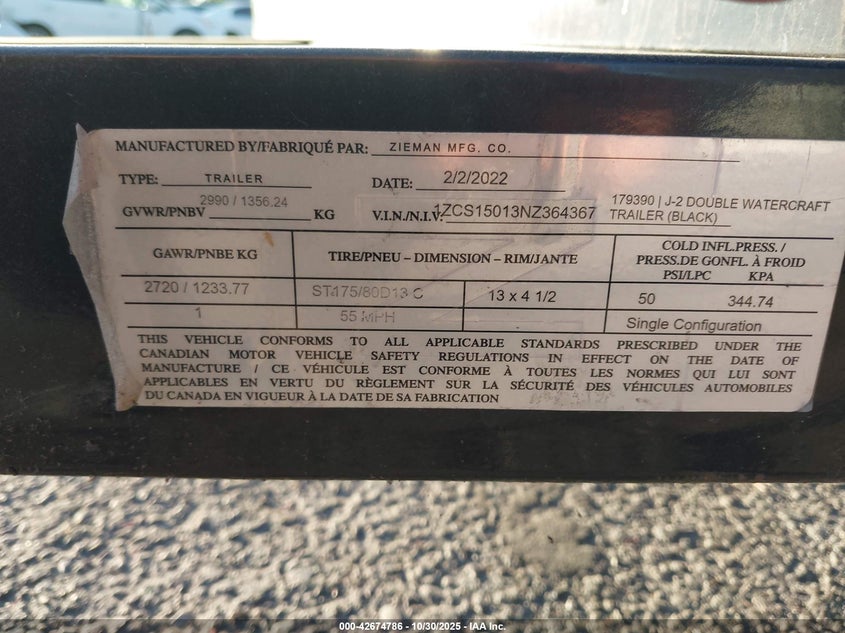 MANUFACTURED BY/FABRIQUÉ PAR: ZIEMAN MFG. CO.
TYPE: TRAILER DATE: 2/2/2022
GVWR/PNBV 2990 / 1356.24 KG V.I.N./N.I.V: 1ZCS15013NZ364367 179390 | J-2 DOUBLE WATERCRAFT
TRAILER (BLACK)
GAWR/PNBE KG TIRE/PNEU – DIMENSION – RIM/JANTE COLD INFL.PRESS. /
PRESS.DE GONFL. À FROID
PSI/LPC KPA
2720 / 1233.77 ST175/80D13 C 13 x 4 1/2 50 344.74
1 55 MPH Single Configuration
THIS VEHICLE CONFORMS TO ALL APPLICABLE STANDARDS PRESCRIBED UNDER THE
CANADIAN MOTOR VEHICLE SAFETY REGULATIONS IN EFFECT ON THE DATE OF
MANUFACTURE / CE VÉHICULE EST CONFORME À TOUTES LES NORMES QUI LUI SONT
APPLICABLES EN VERTU DU RÈGLEMENT SUR LA SÉCURITÉ DES VÉHICULES AUTOMOBILES
DU CANADA EN VIGUEUR À LA DATE DE SA FABRICATION
000-42674786 - 10/30/2025 - IAA Inc.